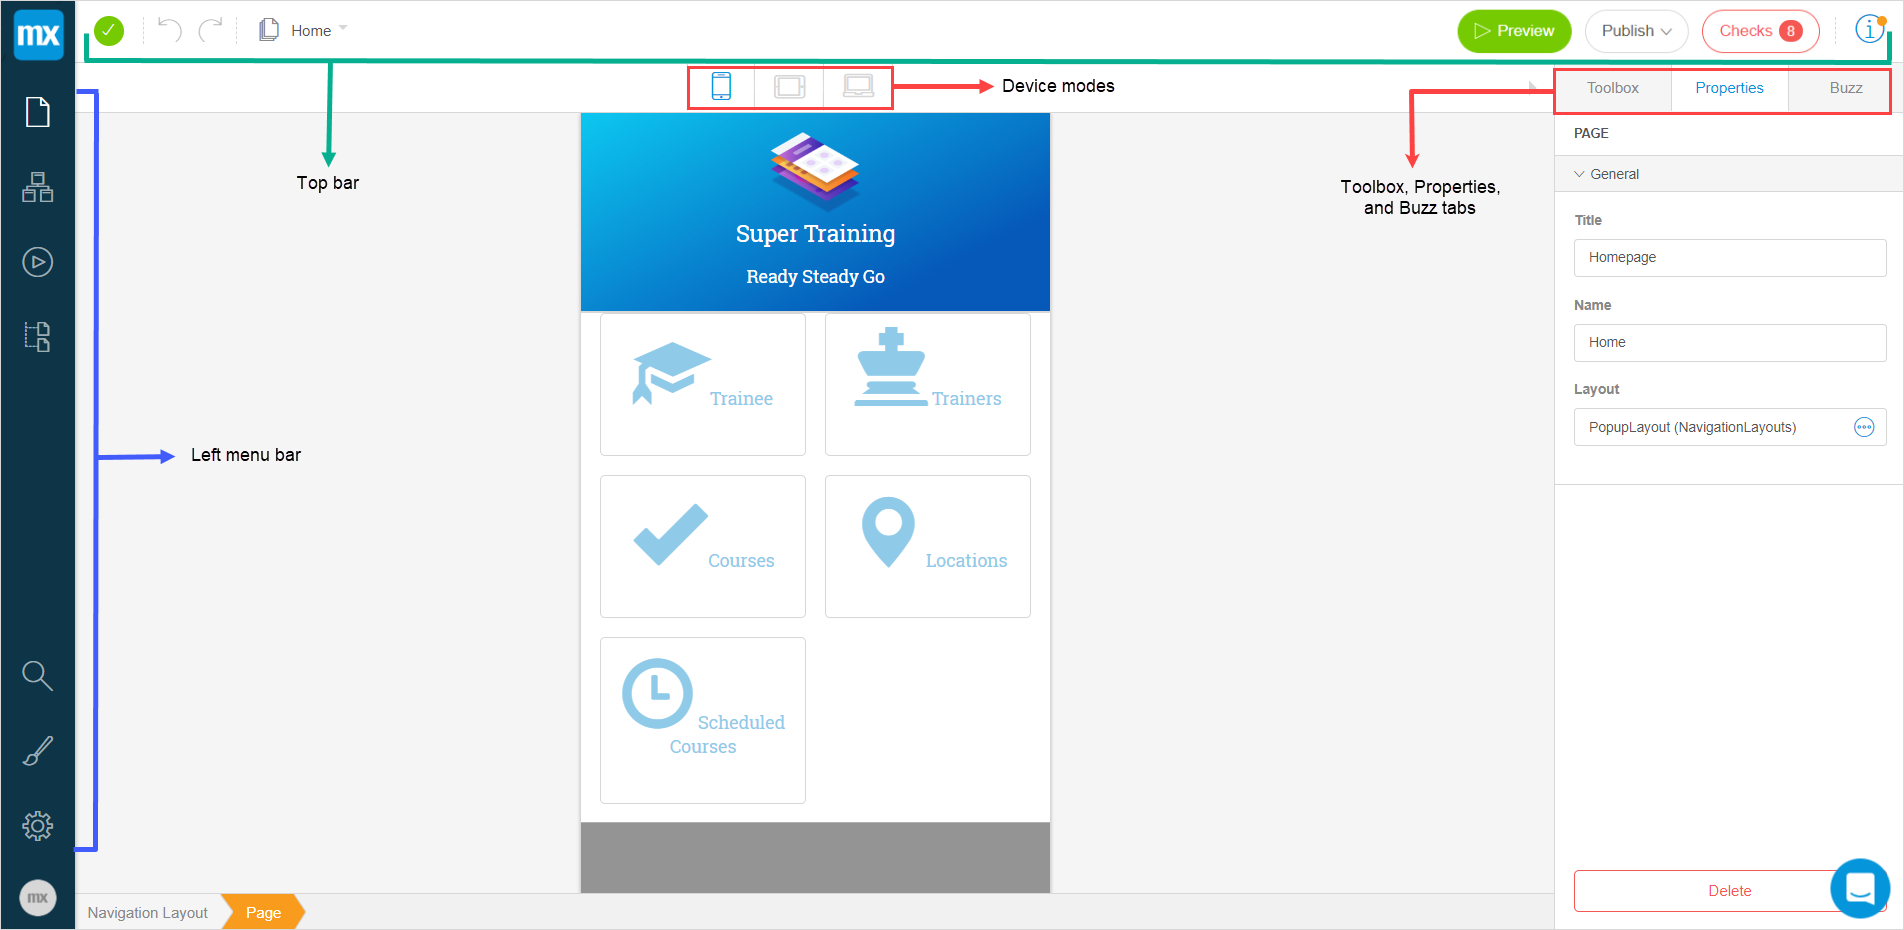 mx
Home
Preview
Publish
Checks 8
Device modes
Toolbox
Properties
Buzz
Top bar
Toolbox, Properties,
and Buzz tabs
PAGE
General
Title
Homepage
Name
Home
Layout
PopupLayout (NavigationLayouts)
Super Training
Ready Steady Go
Trainee
Trainers
Left menu bar
Courses
Locations
Scheduled
Courses
Delete
mx
Navigation Layout
Page